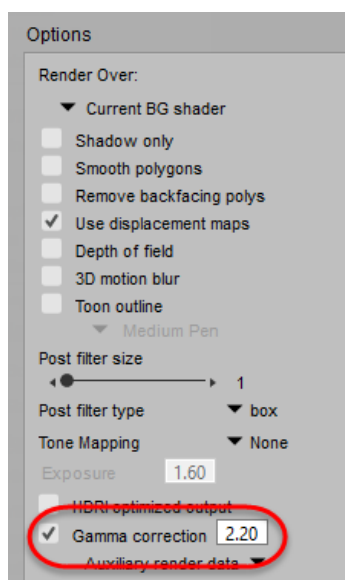 Options
Render Over:
Current BG shader
Shadow only
Smooth polygons
Remove backfacing polys
Use displacement maps
Depth of field
3D motion blur
Toon outline
Medium Pen
Post filter size
1
Post filter type box
Tone Mapping None
Exposure 1.60
HDRI optimized output
Gamma correction 2.20
Auxiliary render data